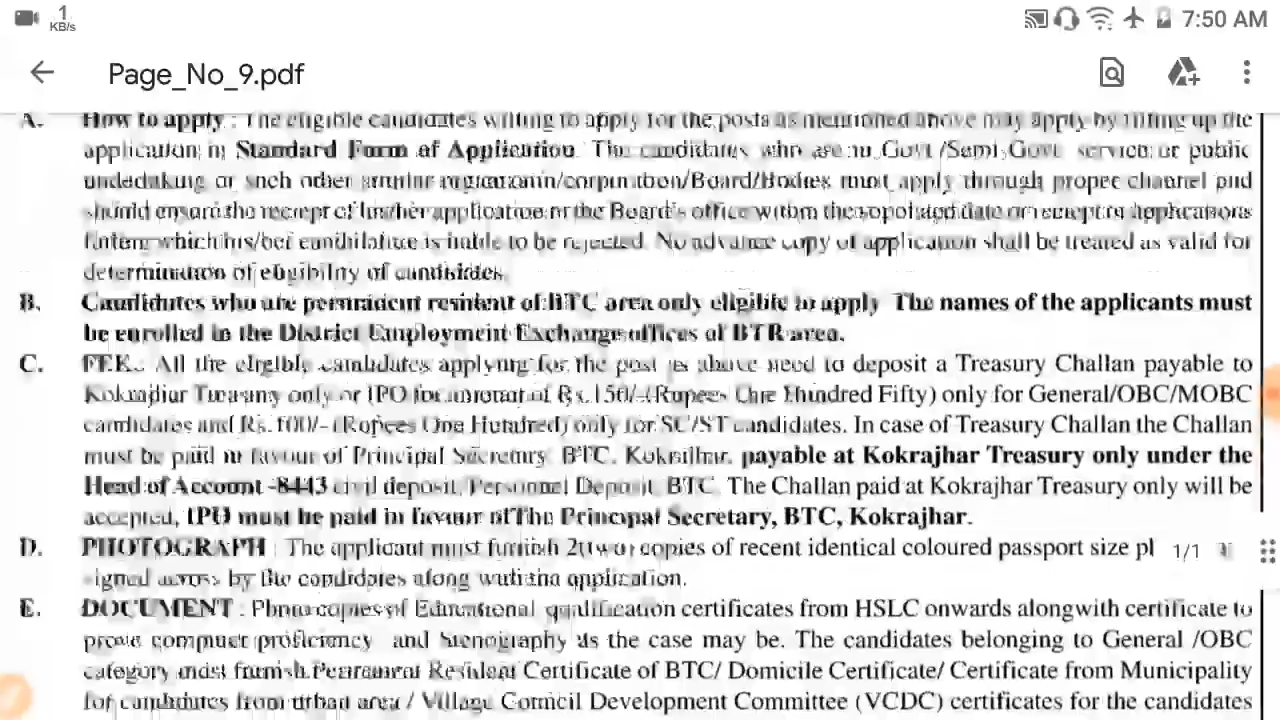 1
KB/s
7:50 AM
Page_No_9.pdf
A. How to apply : The eligible candidates willing to apply for the posts as mentioned above may apply by filling up the
application in Standard Form of Application. The candidates who are in Govt /Semi Govt service or public
or such other must apply through proper channel and
should the receipt of application the Board's office within the date of receipt applications
which his/her is liable to be rejected. No advance copy of application shall be treated as valid for
determination of eligibility of candidates.
B. Candidates who are permanent resident of BTC area only eligible to apply The names of the applicants must
be enrolled in the District Employment Exchange offices of BTR area.
C. All the eligible candidates applying for the post as above need to deposit a Treasury Challan payable to
Kokrajhar Treasury only or IPO for amount of Rs.150/-(Rupees One Hundred Fifty) only for General/OBC/MOBC
candidates and Rs.100/- (Rupees One Hundred) only for SC/ST candidates. In case of Treasury Challan the Challan
must be paid in favour of Principal Secretary, BTC, Kokrajhar, payable at Kokrajhar Treasury only under the
Head of Account -8443 civil deposit, Personnel Deposit, BTC. The Challan paid at Kokrajhar Treasury only will be
accepted, IPO must be paid in favour of The Principal Secretary, BTC, Kokrajhar.
D. PHOTOGRAPH : The applicant must furnish 2(two) copies of recent identical coloured passport size
1/1
signed across by the candidates along with the application.
E. DOCUMENT : copies of Educational qualification certificates from HSLC onwards alongwith certificate to
prove computer proficiency and Stenography as the case may be. The candidates belonging to General /OBC
category must furnish Permanent Resident Certificate of BTC/ Domicile Certificate/ Certificate from Municipality
for candidates from urban area / Village Council Development Committee (VCDC) certificates for the candidates